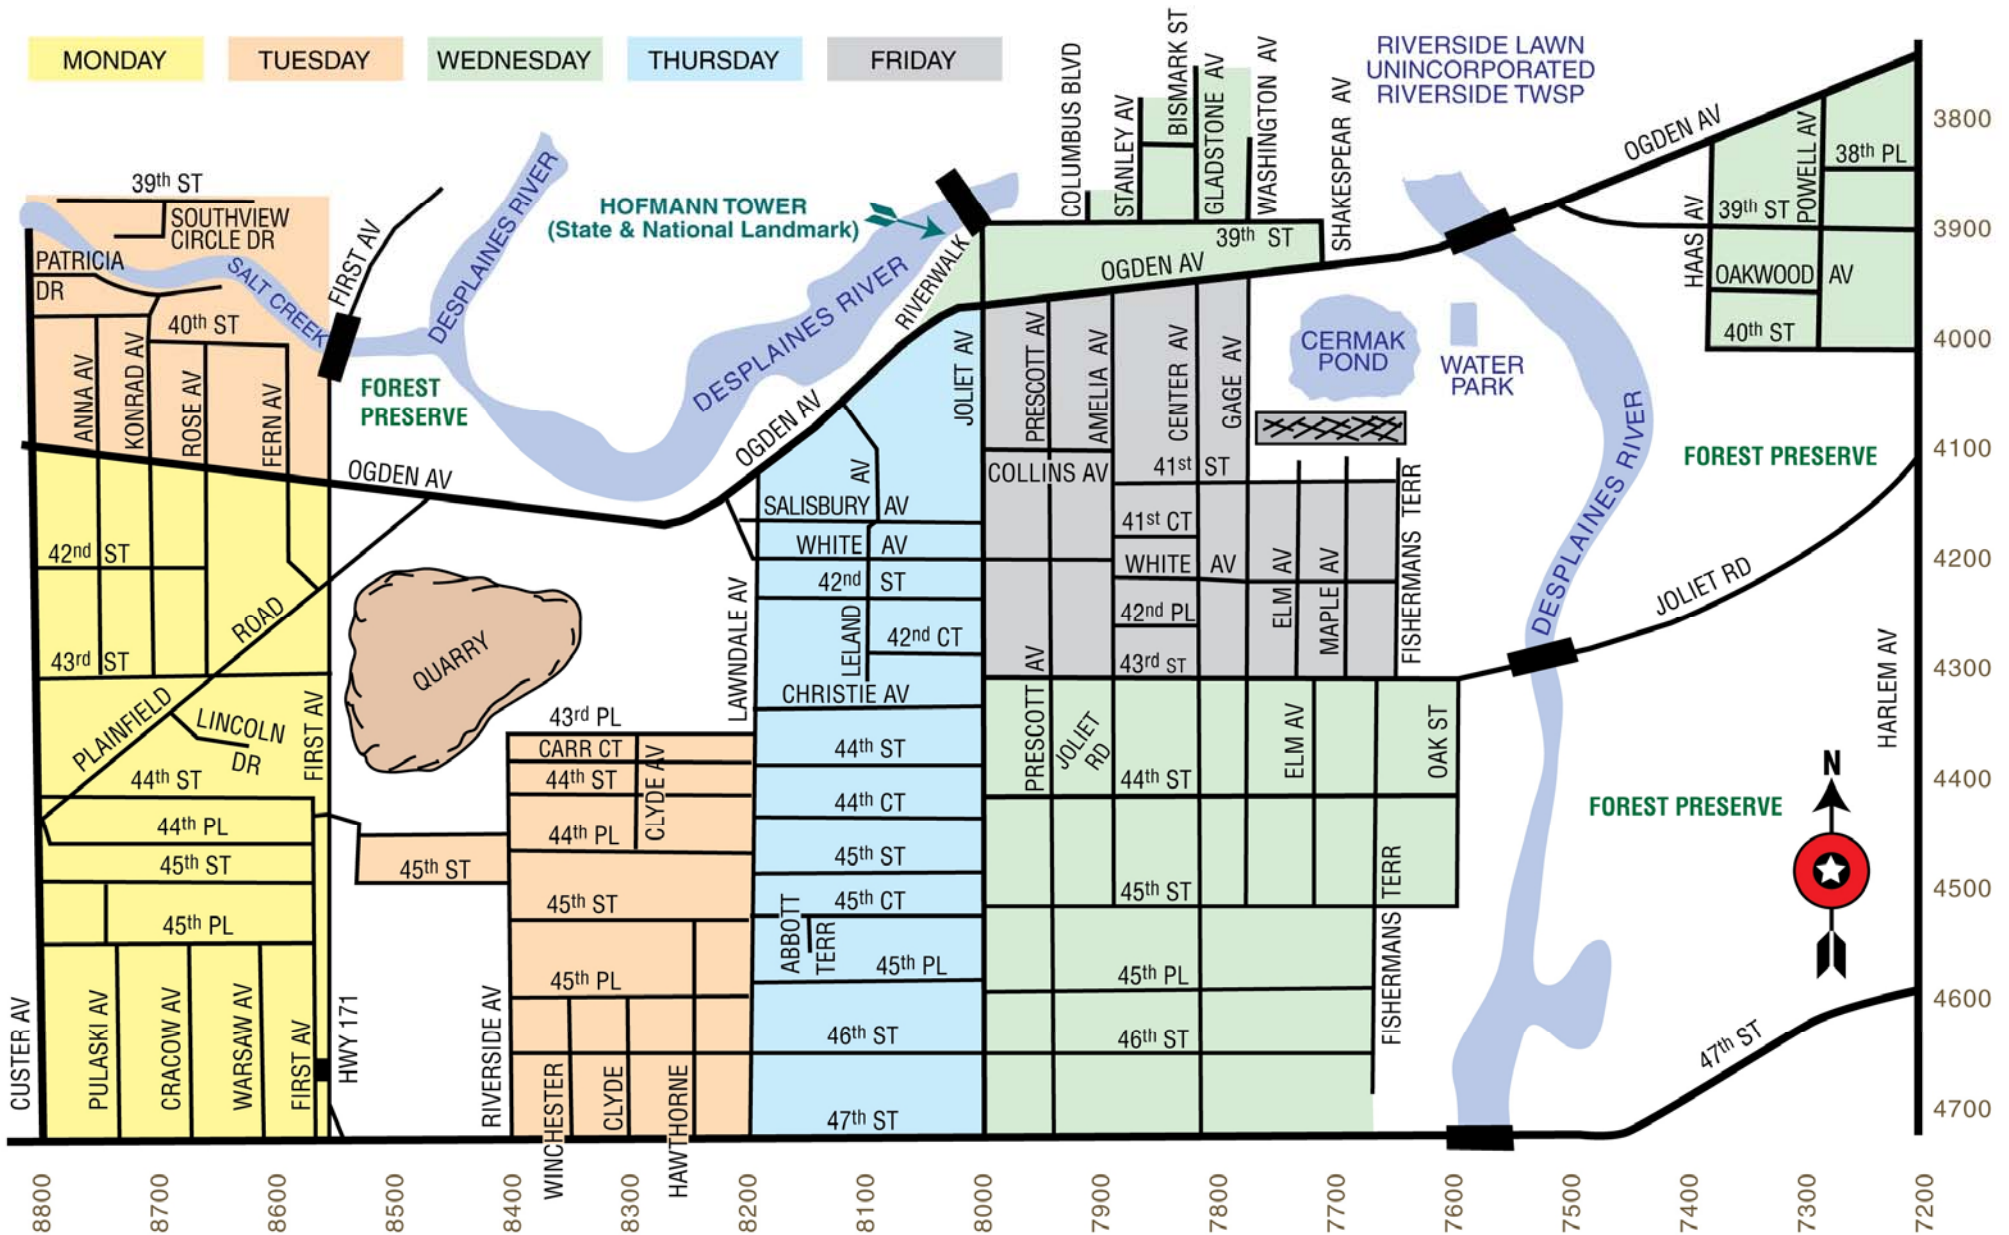 MONDAY
TUESDAY
WEDNESDAY
THURSDAY
FRIDAY
RIVERSIDE LAWN
UNINCORPORATED
RIVERSIDE TWSP
COLUMBUS BLVD
STANLEY AV
BISMARK ST
GLADSTONE AV
WASHINGTON AV
SHAKESPEAR AV
OGDEN AV
POWELL AV
38th PL
39th ST
HAAS AV
OAKWOOD AV
40th ST
39th ST
SOUTHVIEW
CIRCLE DR
PATRICIA
DR
SALT CREEK
FIRST AV
DESPLAINES RIVER
HOFMANN TOWER
(State & National Landmark)
DESPLAINES RIVER
RIVERWALK
39th ST
OGDEN AV
40th ST
ANNA AV
KONRAD AV
ROSE AV
FERN AV
FOREST
PRESERVE
OGDEN AV
OGDEN AV
JOLIET AV
PRESCOTT AV
AMELIA AV
CENTER AV
GAGE AV
CERMAK
POND
WATER
PARK
DESPLAINES RIVER
FOREST PRESERVE
COLLINS AV
41st ST
41st CT
WHITE AV
42nd PL
43rd ST
ELM AV
MAPLE AV
FISHERMANS TERR
AV
SALISBURY AV
WHITE AV
42nd ST
LELAND
42nd CT
CHRISTIE AV
LAWNDALE AV
AV
PRESCOTT
JOLIET
RD
JOLIET RD
HARLEM AV
42nd ST
43rd ST
PLAINFIELD ROAD
LINCOLN
DR
FIRST AV
QUARRY
43rd PL
CARR CT
44th ST
CLYDE AV
44th PL
45th ST
45th ST
45th PL
44th ST
44th PL
45th ST
45th PL
44th ST
44th CT
45th ST
45th CT
ABBOTT
TERR
45th PL
46th ST
47th ST
44th ST
45th ST
45th PL
46th ST
ELM AV
OAK ST
FISHERMANS TERR
FOREST PRESERVE
N
47th ST
CUSTER AV
PULASKI AV
CRACOW AV
WARSAW AV
FIRST AV
HWY 171
RIVERSIDE AV
WINCHESTER
CLYDE
HAWTHORNE
3800
3900
4000
4100
4200
4300
4400
4500
4600
4700
8800
8700
8600
8500
8400
8300
8200
8100
8000
7900
7800
7700
7600
7500
7400
7300
7200